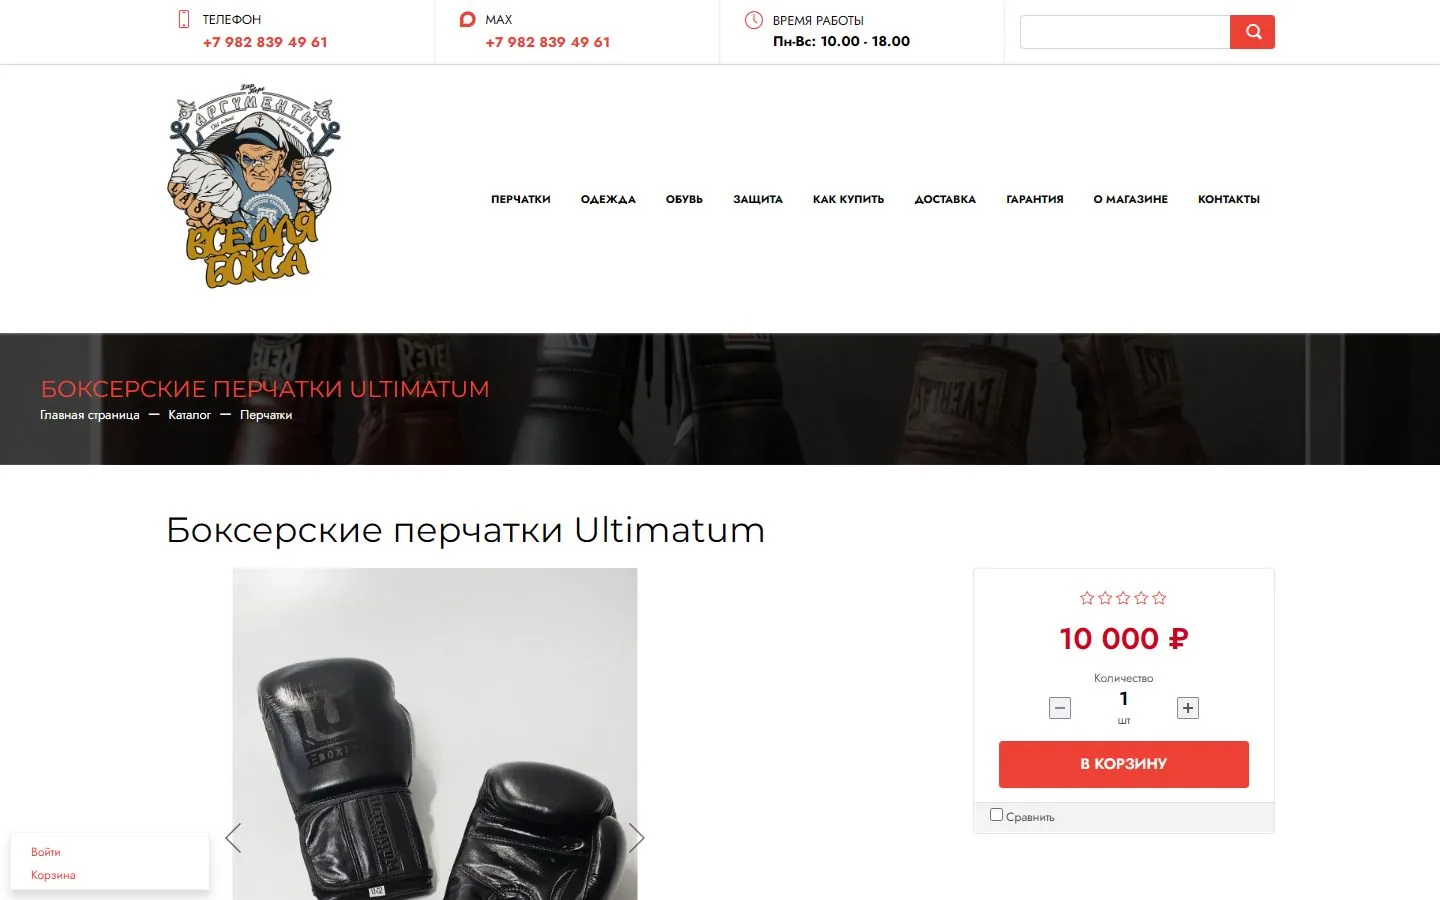 ТЕЛЕФОН
+7 982 839 49 61
MAX
+7 982 839 49 61
ВРЕМЯ РАБОТЫ
Пн-Вс: 10.00 - 18.00
АРГУМЕНТЫ
ВСЕ ДЛЯ
БОКСА
ПЕРЧАТКИ
ОДЕЖДА
ОБУВЬ
ЗАЩИТА
КАК КУПИТЬ
ДОСТАВКА
ГАРАНТИЯ
О МАГАЗИНЕ
КОНТАКТЫ
БОКСЕРСКИЕ ПЕРЧАТКИ ULTIMATUM
Главная страница — Каталог — Перчатки
Боксерские перчатки Ultimatum
10 000 ₽
Количество
1
шт
В КОРЗИНУ
Сравнить
Войти
Корзина